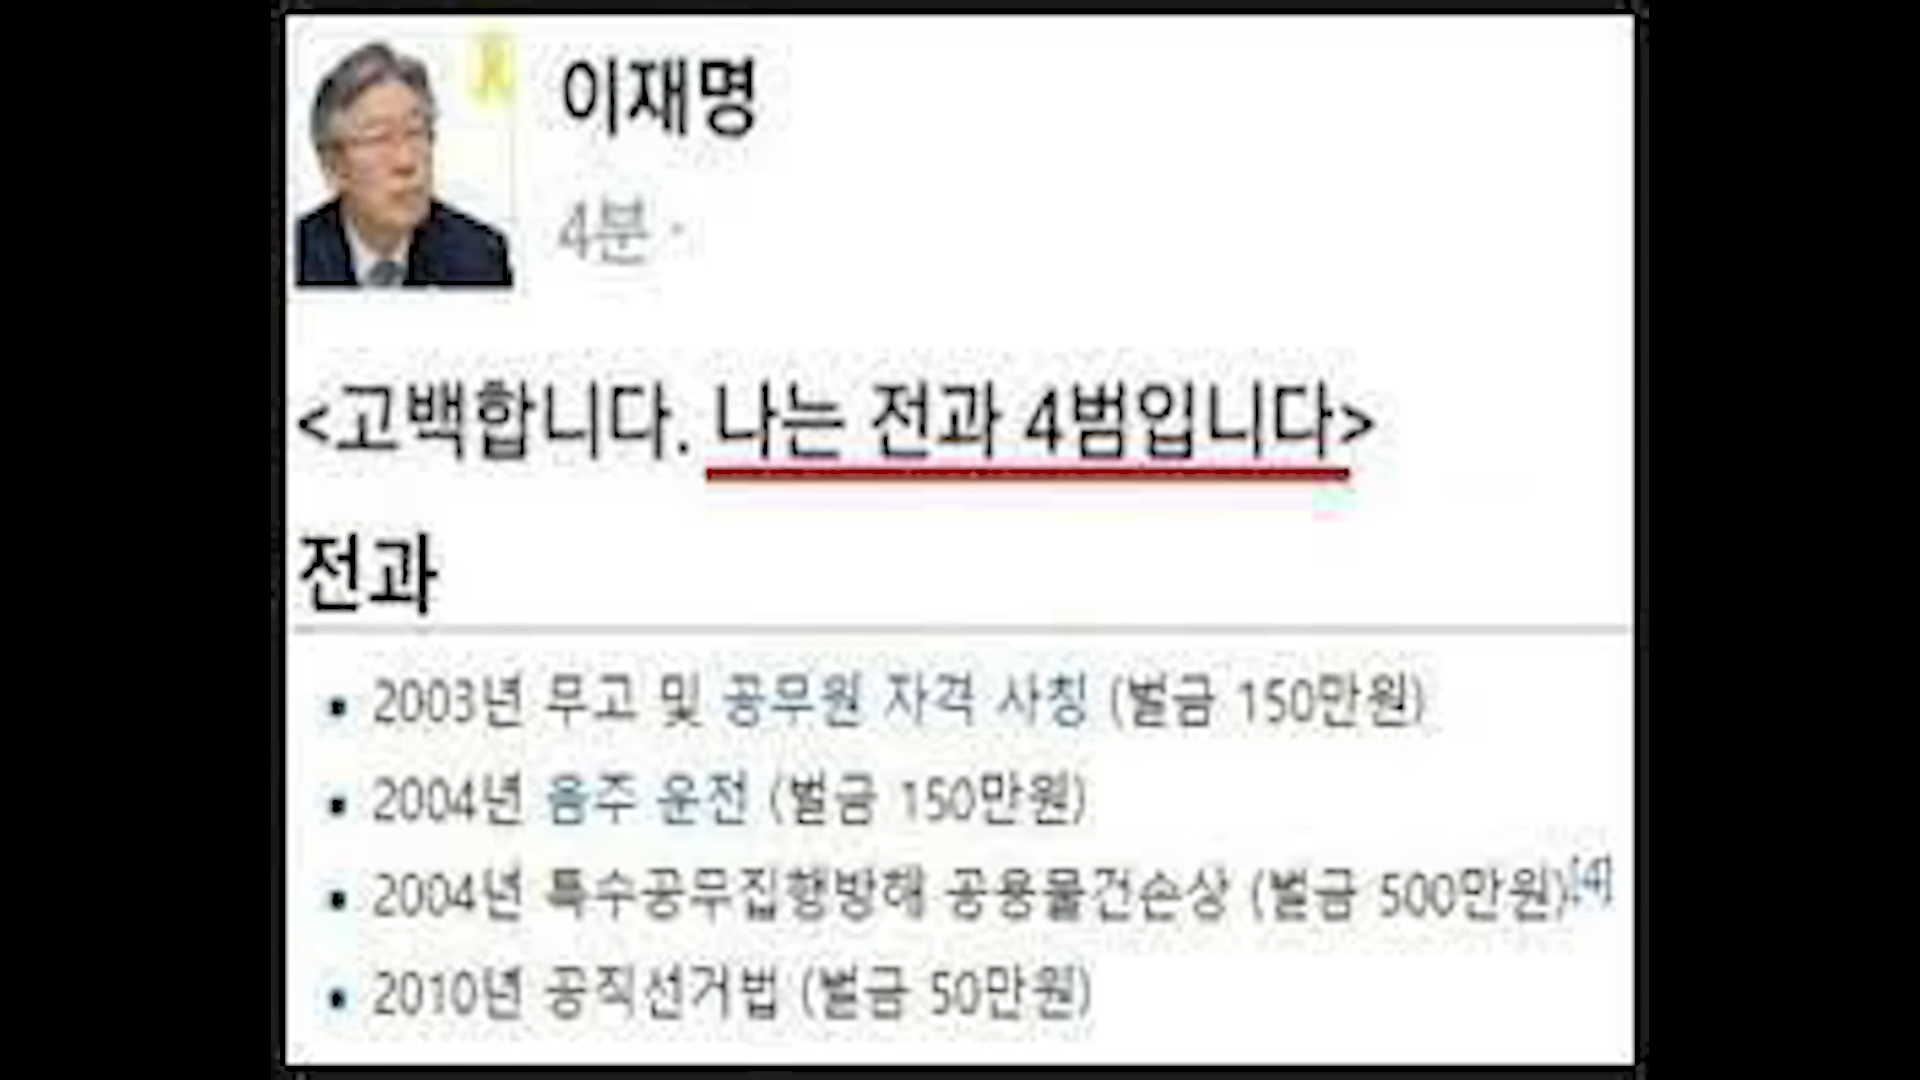 이재명
4분 ·
<고백합니다. 나는 전과 4범입니다>
전과
• 2003년 무고 및 공무원 자격 사칭 (벌금 150만원)
• 2004년 음주 운전 (벌금 150만원)
• 2004년 특수공무집행방해 공용물건손상 (벌금 500만원)[4]
• 2010년 공직선거법 (벌금 50만원)